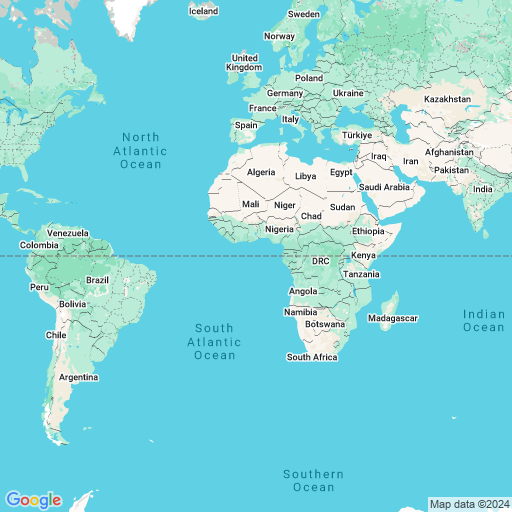 Iceland
Sweden
Norway
United
Kingdom
Poland
Germany
Ukraine
Kazakhstan
France
Italy
Spain
Türkiye
North
Atlantic
Ocean
Afghanistan
Iraq
Iran
Pakistan
Algeria
Libya
Egypt
Saudi Arabia
India
Mali
Niger
Sudan
Chad
Venezuela
Nigeria
Ethiopia
Colombia
Kenya
DRC
Tanzania
Brazil
Peru
Angola
Bolivia
Namibia
Botswana
Madagascar
Indian
Ocean
South
Atlantic
Ocean
Chile
South Africa
Argentina
Southern
Ocean
Google
Map data ©2024